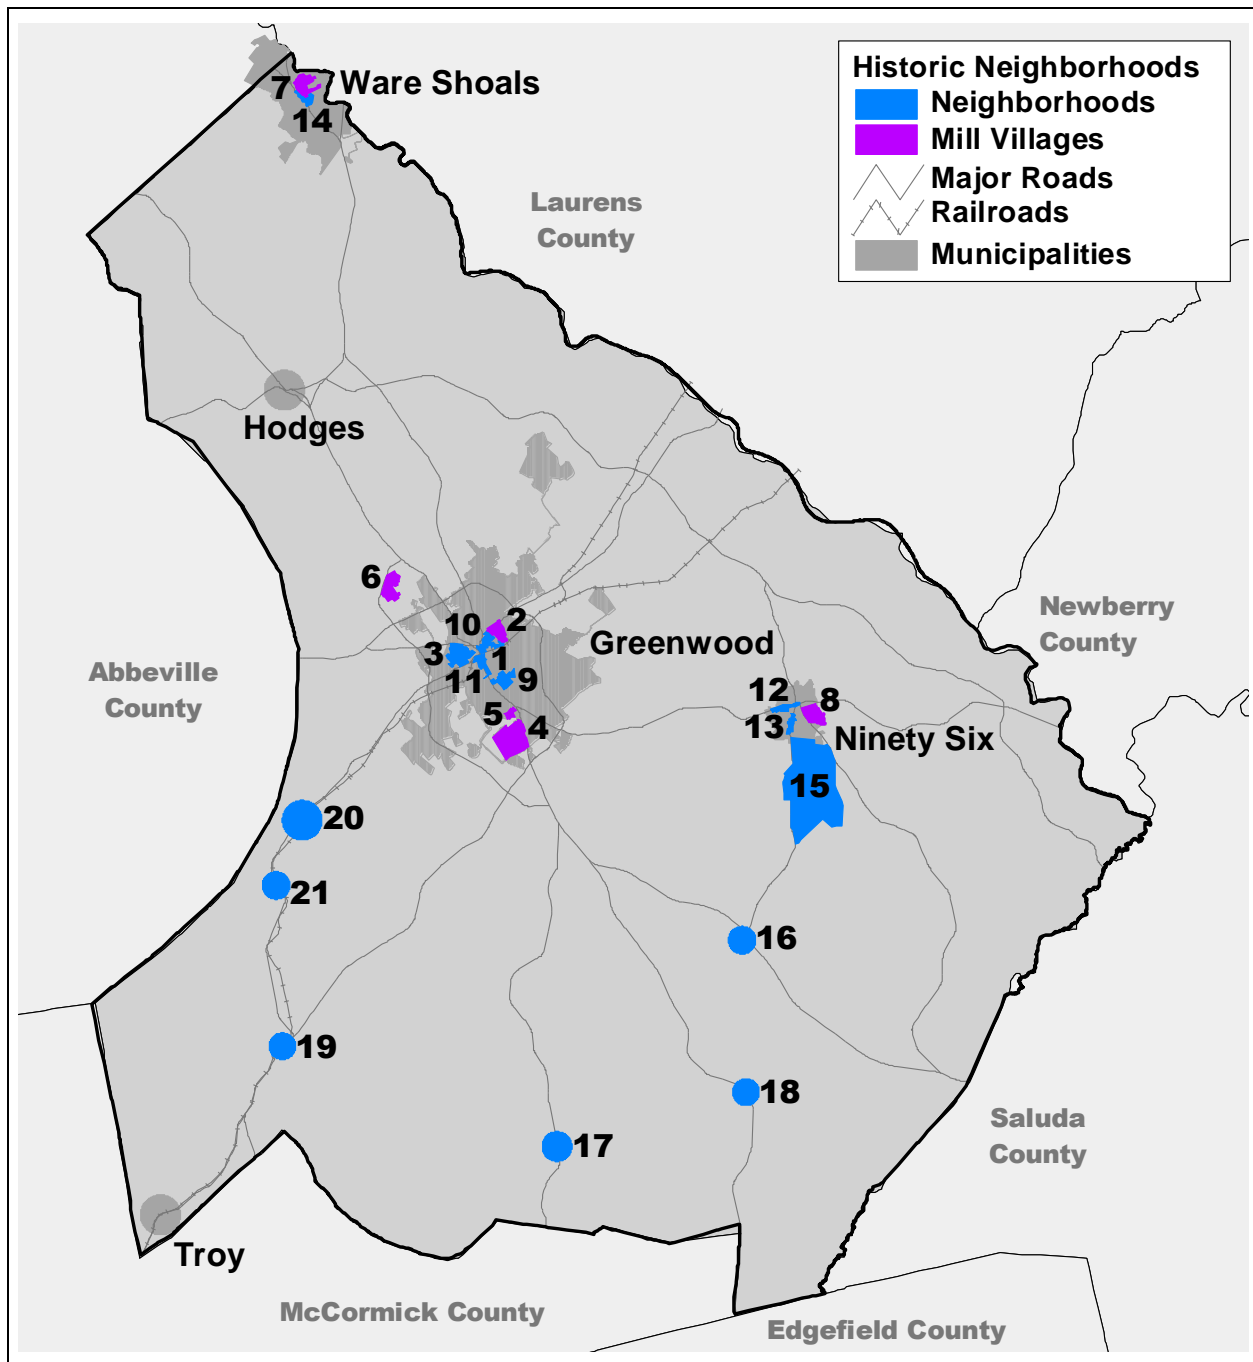 Historic Neighborhoods
Neighborhoods
Mill Villages
Major Roads
Railroads
Municipalities
7
Ware Shoals
14
Laurens
County
Hodges
6
10
2
Greenwood
3
1
11
9
5
4
Newberry
County
Abbeville
County
12
8
13
Ninety Six
15
20
21
16
19
18
17
Saluda
County
Troy
McCormick County
Edgefield County